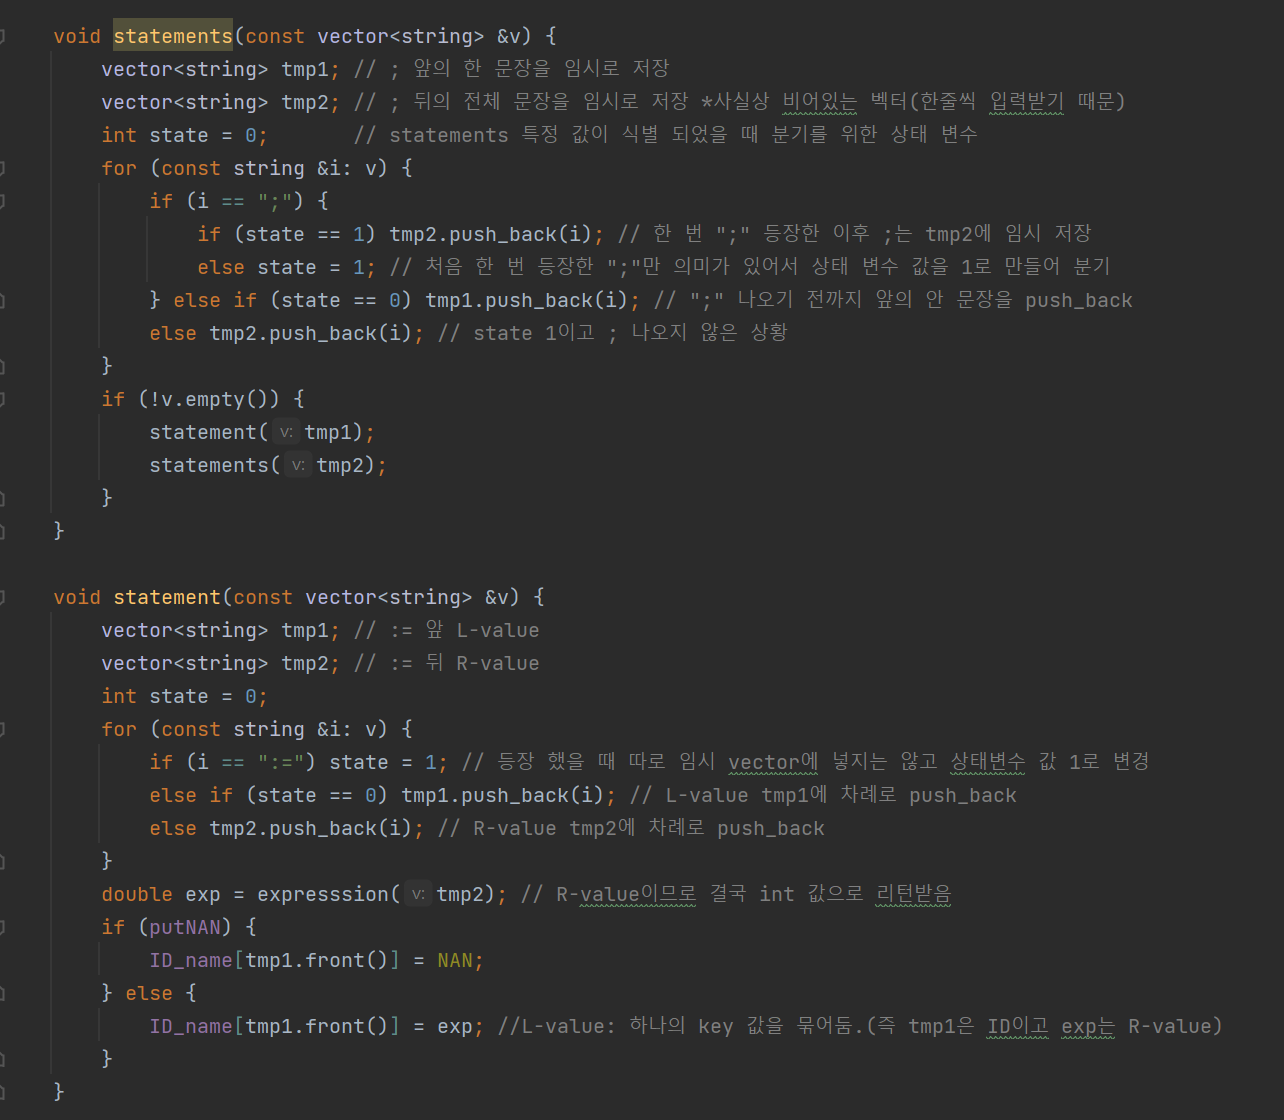 void statements(const vector<string> &v) {
vector<string> tmp1; // ; 앞의 한 문장을 임시로 저장
vector<string> tmp2; // ; 뒤의 전체 문장을 임시로 저장 *사실상 비어있는 벡터(한줄씩 입력받기 때문)
int state = 0; // statements 특정 값이 식별 되었을 때 분기를 위한 상태 변수
for (const string &i: v) {
if (i == ";") {
if (state == 1) tmp2.push_back(i); // 한 번 ";" 등장한 이후 ;는 tmp2에 임시 저장
else state = 1; // 처음 한 번 등장한 ";"만 의미가 있어서 상태 변수 값을 1로 만들어 분기
} else if (state == 0) tmp1.push_back(i); // ";" 나오기 전까지 앞의 안 문장을 push_back
else tmp2.push_back(i); // state 1이고 ; 나오지 않은 상황
}
if (!v.empty()) {
statement( v: tmp1);
statements( v: tmp2);
}
}
void statement(const vector<string> &v) {
vector<string> tmp1; // := 앞 L-value
vector<string> tmp2; // := 뒤 R-value
int state = 0;
for (const string &i: v) {
if (i == ":=") state = 1; // 등장 했을 때 따로 임시 vector에 넣지는 않고 상태변수 값 1로 변경
else if (state == 0) tmp1.push_back(i); // L-value tmp1에 차례로 push_back
else tmp2.push_back(i); // R-value tmp2에 차례로 push_back
}
double exp = expresssion( v: tmp2); // R-value이므로 결국 int 값으로 리턴받음
if (putNAN) {
ID_name[tmp1.front()] = NAN;
} else {
ID_name[tmp1.front()] = exp; //L-value: 하나의 key 값을 묶어둠.(즉 tmp1은 ID이고 exp는 R-value)
}
}